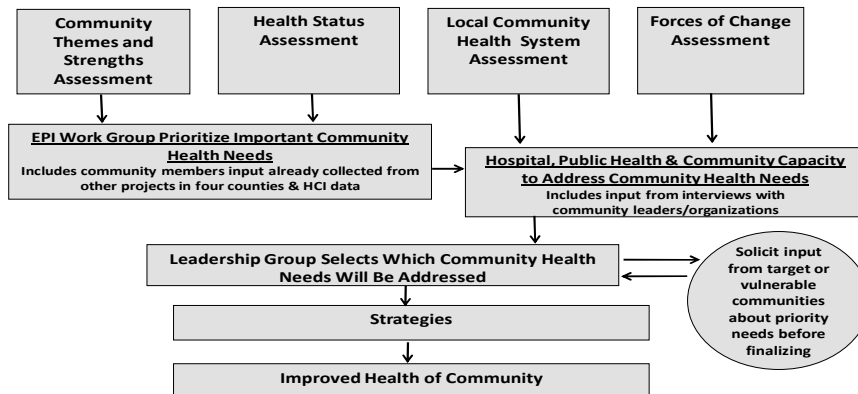 Community
Themes and
Strengths
Assessment
Health Status
Assessment
Local Community
Health System
Assessment
Forces of Change
Assessment
EPI Work Group Prioritize Important Community
Health Needs
Includes community members input already collected from
other projects in four counties & HCI data
Hospital, Public Health & Community Capacity
to Address Community Health Needs
Includes input from interviews with
community leaders/organizations
Leadership Group Selects Which Community Health
Needs Will Be Addressed
Solicit input
from target or
vulnerable
communities
about priority
needs before
finalizing
Strategies
Improved Health of Community